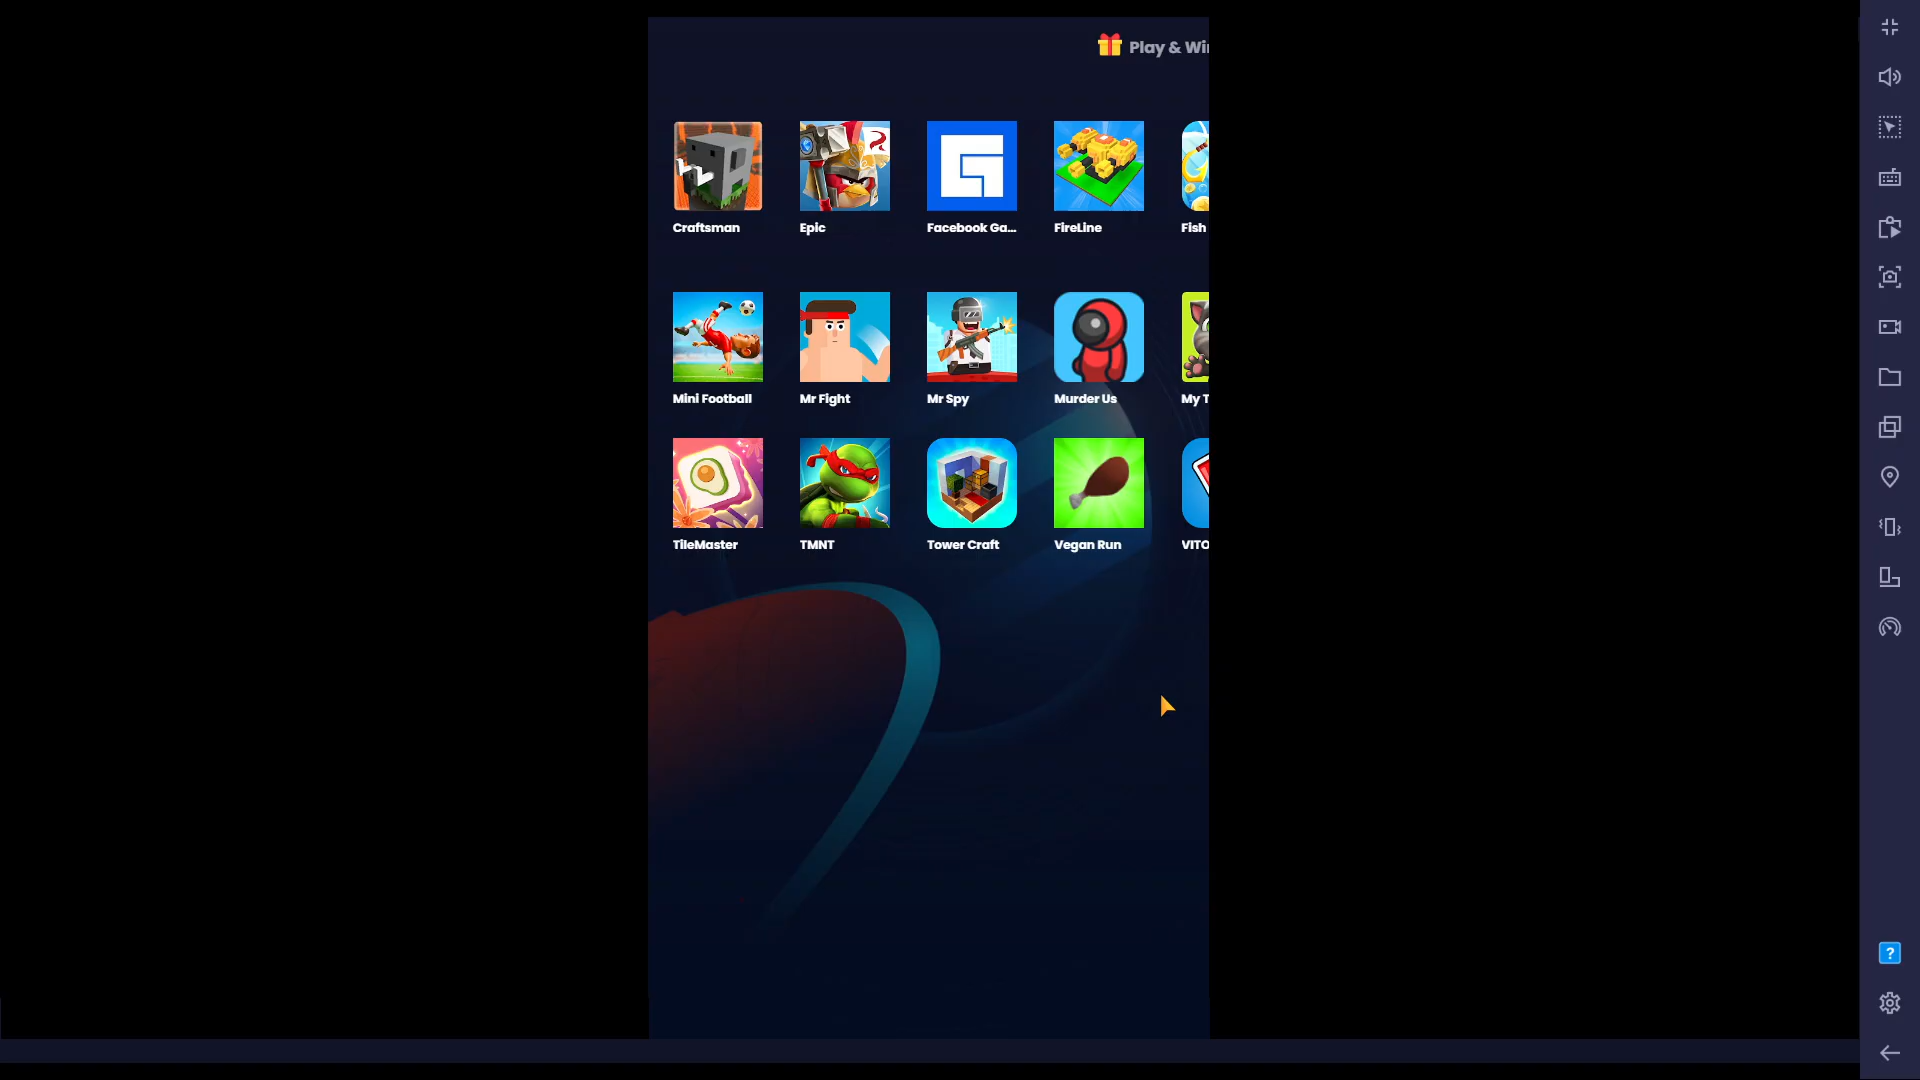 Play & Wi
Craftsman
Epic
Facebook Ga...
FireLine
Fish
Mini Football
Mr Fight
Mr Spy
Murder Us
My T
TileMaster
TMNT
Tower Craft
Vegan Run
VITO
?